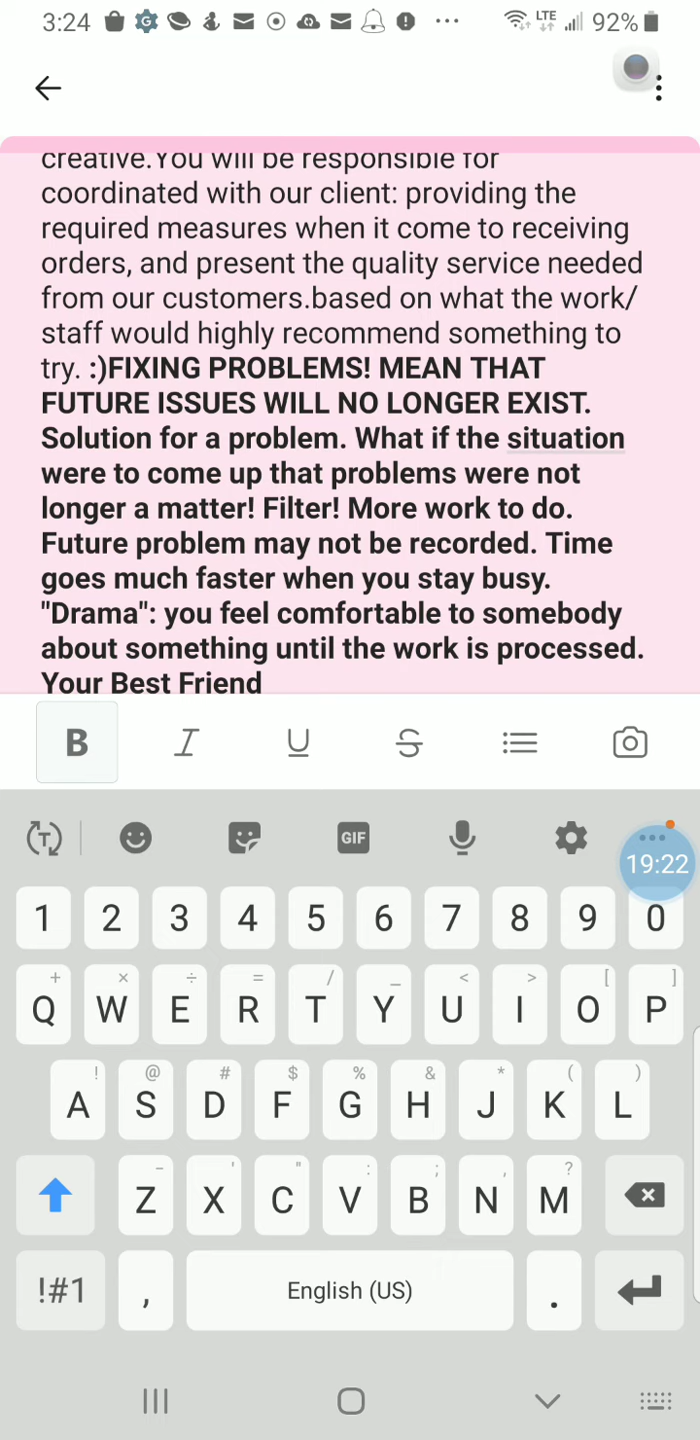 3:24 LTE 92%
creative.You will be responsible for
coordinated with our client: providing the
required measures when it come to receiving
orders, and present the quality service needed
from our customers.based on what the work/
staff would highly recommend something to
try. :)FIXING PROBLEMS! MEAN THAT
FUTURE ISSUES WILL NO LONGER EXIST.
Solution for a problem. What if the situation
were to come up that problems were not
longer a matter! Filter! More work to do.
Future problem may not be recorded. Time
goes much faster when you stay busy.
"Drama": you feel comfortable to somebody
about something until the work is processed.
Your Best Friend
B I U S
T GIF
19:22
1 2 3 4 5 6 7 8 9 0
+ × ÷ = / _ < > [ ]
Q W E R T Y U I O P
! @ # $ % & * ( )
A S D F G H J K L
- ' " : ; , ?
Z X C V B N M
!#1 , English (US) .